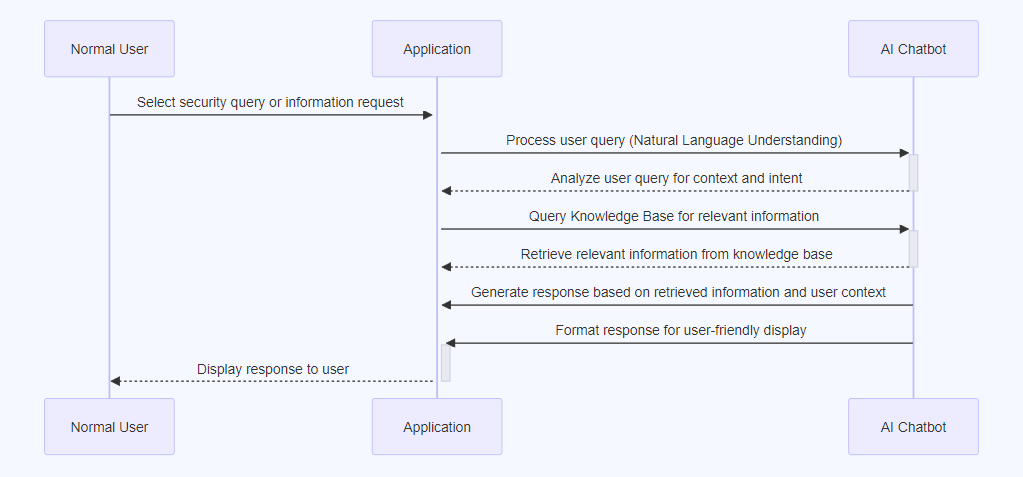 Normal User
Application
AI Chatbot
Select security query or information request
Process user query (Natural Language Understanding)
Analyze user query for context and intent
Query Knowledge Base for relevant information
Retrieve relevant information from knowledge base
Generate response based on retrieved information and user context
Format response for user-friendly display
Display response to user
Normal User
Application
AI Chatbot